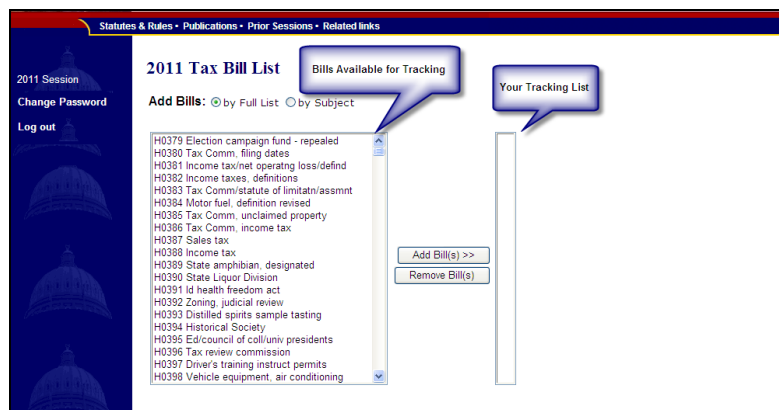 Statutes & Rules • Publications • Prior Sessions • Related links
2011 Session
Change Password
Log out
2011 Tax Bill List
Bills Available for Tracking
Your Tracking List
Add Bills: by Full List by Subject
H0379 Election campaign fund - repealed
H0380 Tax Comm, filing dates
H0381 Income tax/net operatng loss/defind
H0382 Income taxes, definitions
H0383 Tax Comm/statute of limitatn/assmnt
H0384 Motor fuel, definition revised
H0385 Tax Comm, unclaimed property
H0386 Tax Comm, income tax
H0387 Sales tax
H0388 Income tax
H0389 State amphibian, designated
H0390 State Liquor Division
H0391 Id health freedom act
H0392 Zoning, judicial review
H0393 Distilled spirits sample tasting
H0394 Historical Society
H0395 Ed/council of coll/univ presidents
H0396 Tax review commission
H0397 Driver's training instruct permits
H0398 Vehicle equipment, air conditioning
Add Bill(s) >>
Remove Bill(s)